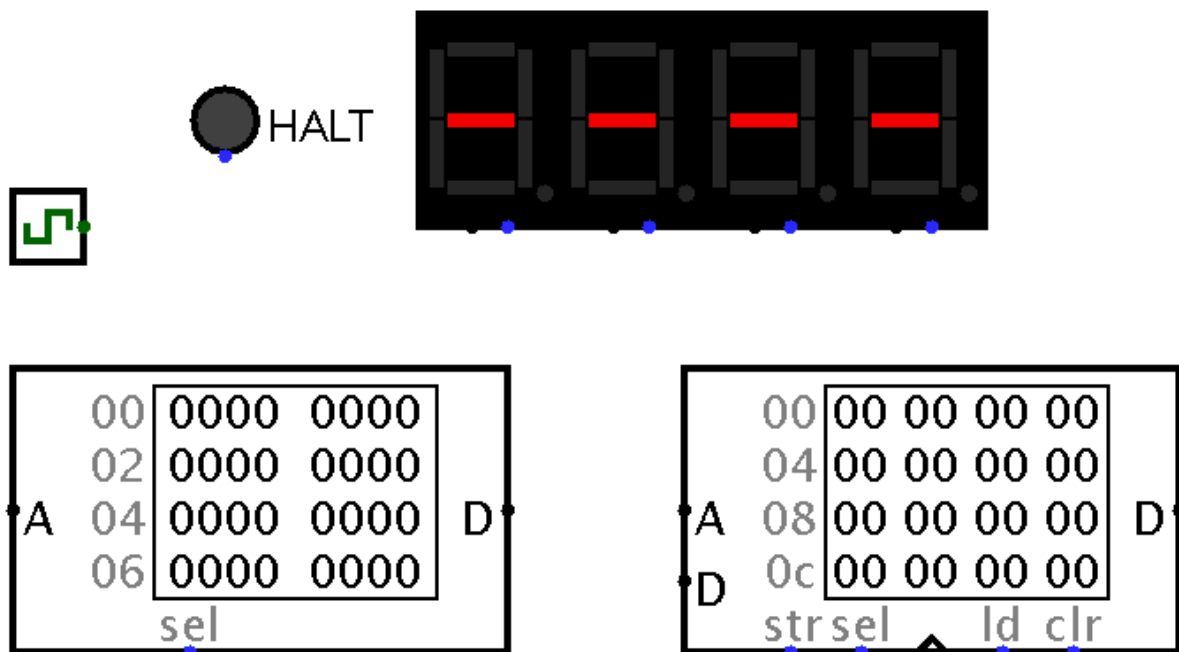 HALT
00 0000 0000
02 0000 0000
A 04 0000 0000 D
06 0000 0000
sel
00 00 00 00 00
04 00 00 00 00
A 08 00 00 00 00 D
0c 00 00 00 00
D
str sel ld clr